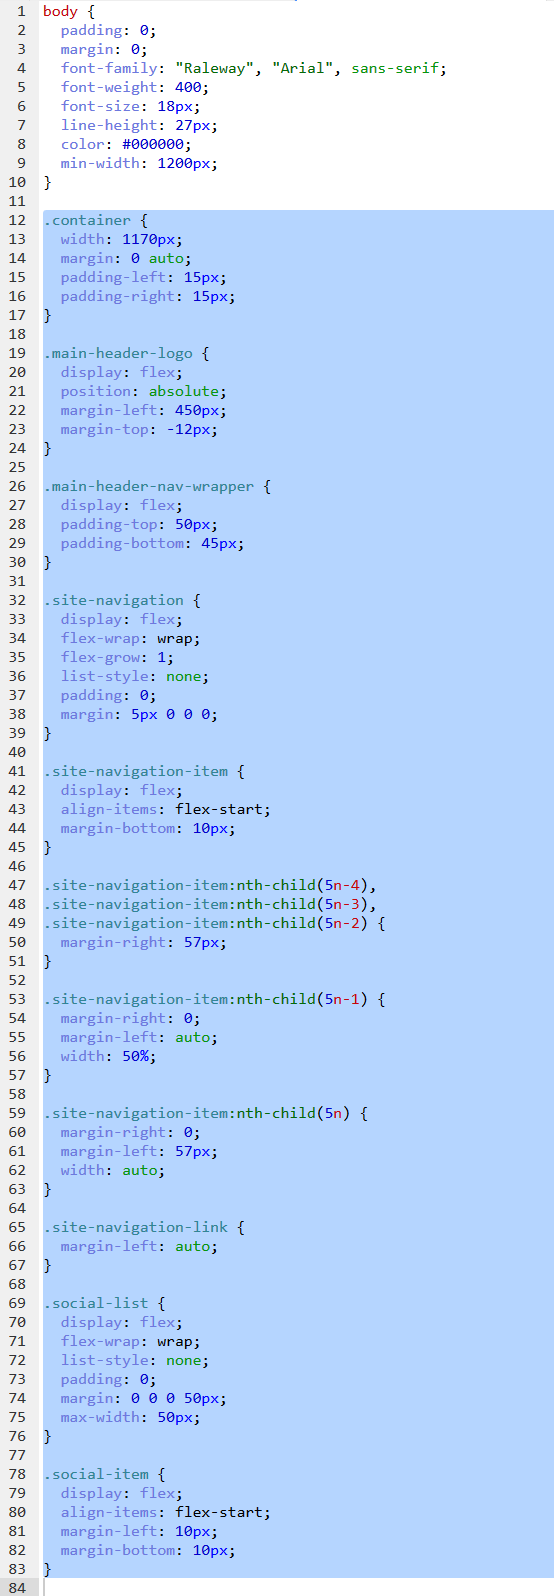 1 body {
2 padding: 0;
3 margin: 0;
4 font-family: "Raleway", "Arial", sans-serif;
5 font-weight: 400;
6 font-size: 18px;
7 line-height: 27px;
8 color: #000000;
9 min-width: 1200px;
10 }
11
12 .container {
13 width: 1170px;
14 margin: 0 auto;
15 padding-left: 15px;
16 padding-right: 15px;
17 }
18
19 .main-header-logo {
20 display: flex;
21 position: absolute;
22 margin-left: 450px;
23 margin-top: -12px;
24 }
25
26 .main-header-nav-wrapper {
27 display: flex;
28 padding-top: 50px;
29 padding-bottom: 45px;
30 }
31
32 .site-navigation {
33 display: flex;
34 flex-wrap: wrap;
35 flex-grow: 1;
36 list-style: none;
37 padding: 0;
38 margin: 5px 0 0 0;
39 }
40
41 .site-navigation-item {
42 display: flex;
43 align-items: flex-start;
44 margin-bottom: 10px;
45 }
46
47 .site-navigation-item:nth-child(5n-4),
48 .site-navigation-item:nth-child(5n-3),
49 .site-navigation-item:nth-child(5n-2) {
50 margin-right: 57px;
51 }
52
53 .site-navigation-item:nth-child(5n-1) {
54 margin-right: 0;
55 margin-left: auto;
56 width: 50%;
57 }
58
59 .site-navigation-item:nth-child(5n) {
60 margin-right: 0;
61 margin-left: 57px;
62 width: auto;
63 }
64
65 .site-navigation-link {
66 margin-left: auto;
67 }
68
69 .social-list {
70 display: flex;
71 flex-wrap: wrap;
72 list-style: none;
73 padding: 0;
74 margin: 0 0 0 50px;
75 max-width: 50px;
76 }
77
78 .social-item {
79 display: flex;
80 align-items: flex-start;
81 margin-left: 10px;
82 margin-bottom: 10px;
83 }
84